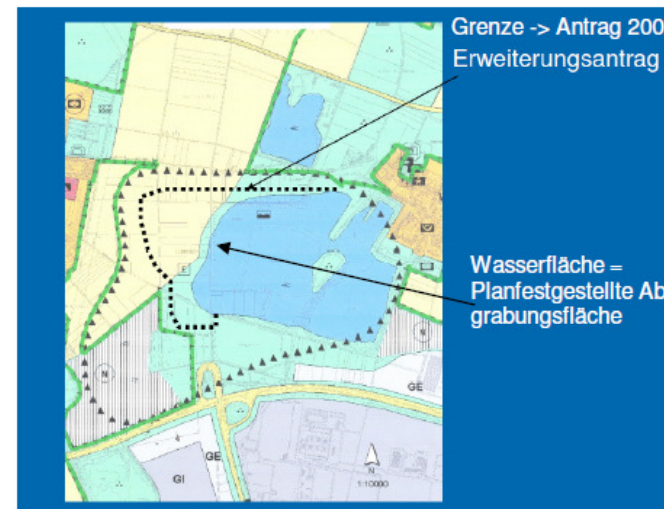 Grenze -> Antrag 200
Erweiterungsantrag
Wasserfläche =
Planfestgestellte Ab
grabungsfläche
F
N
N
GE
GE
GI
N
1:10000